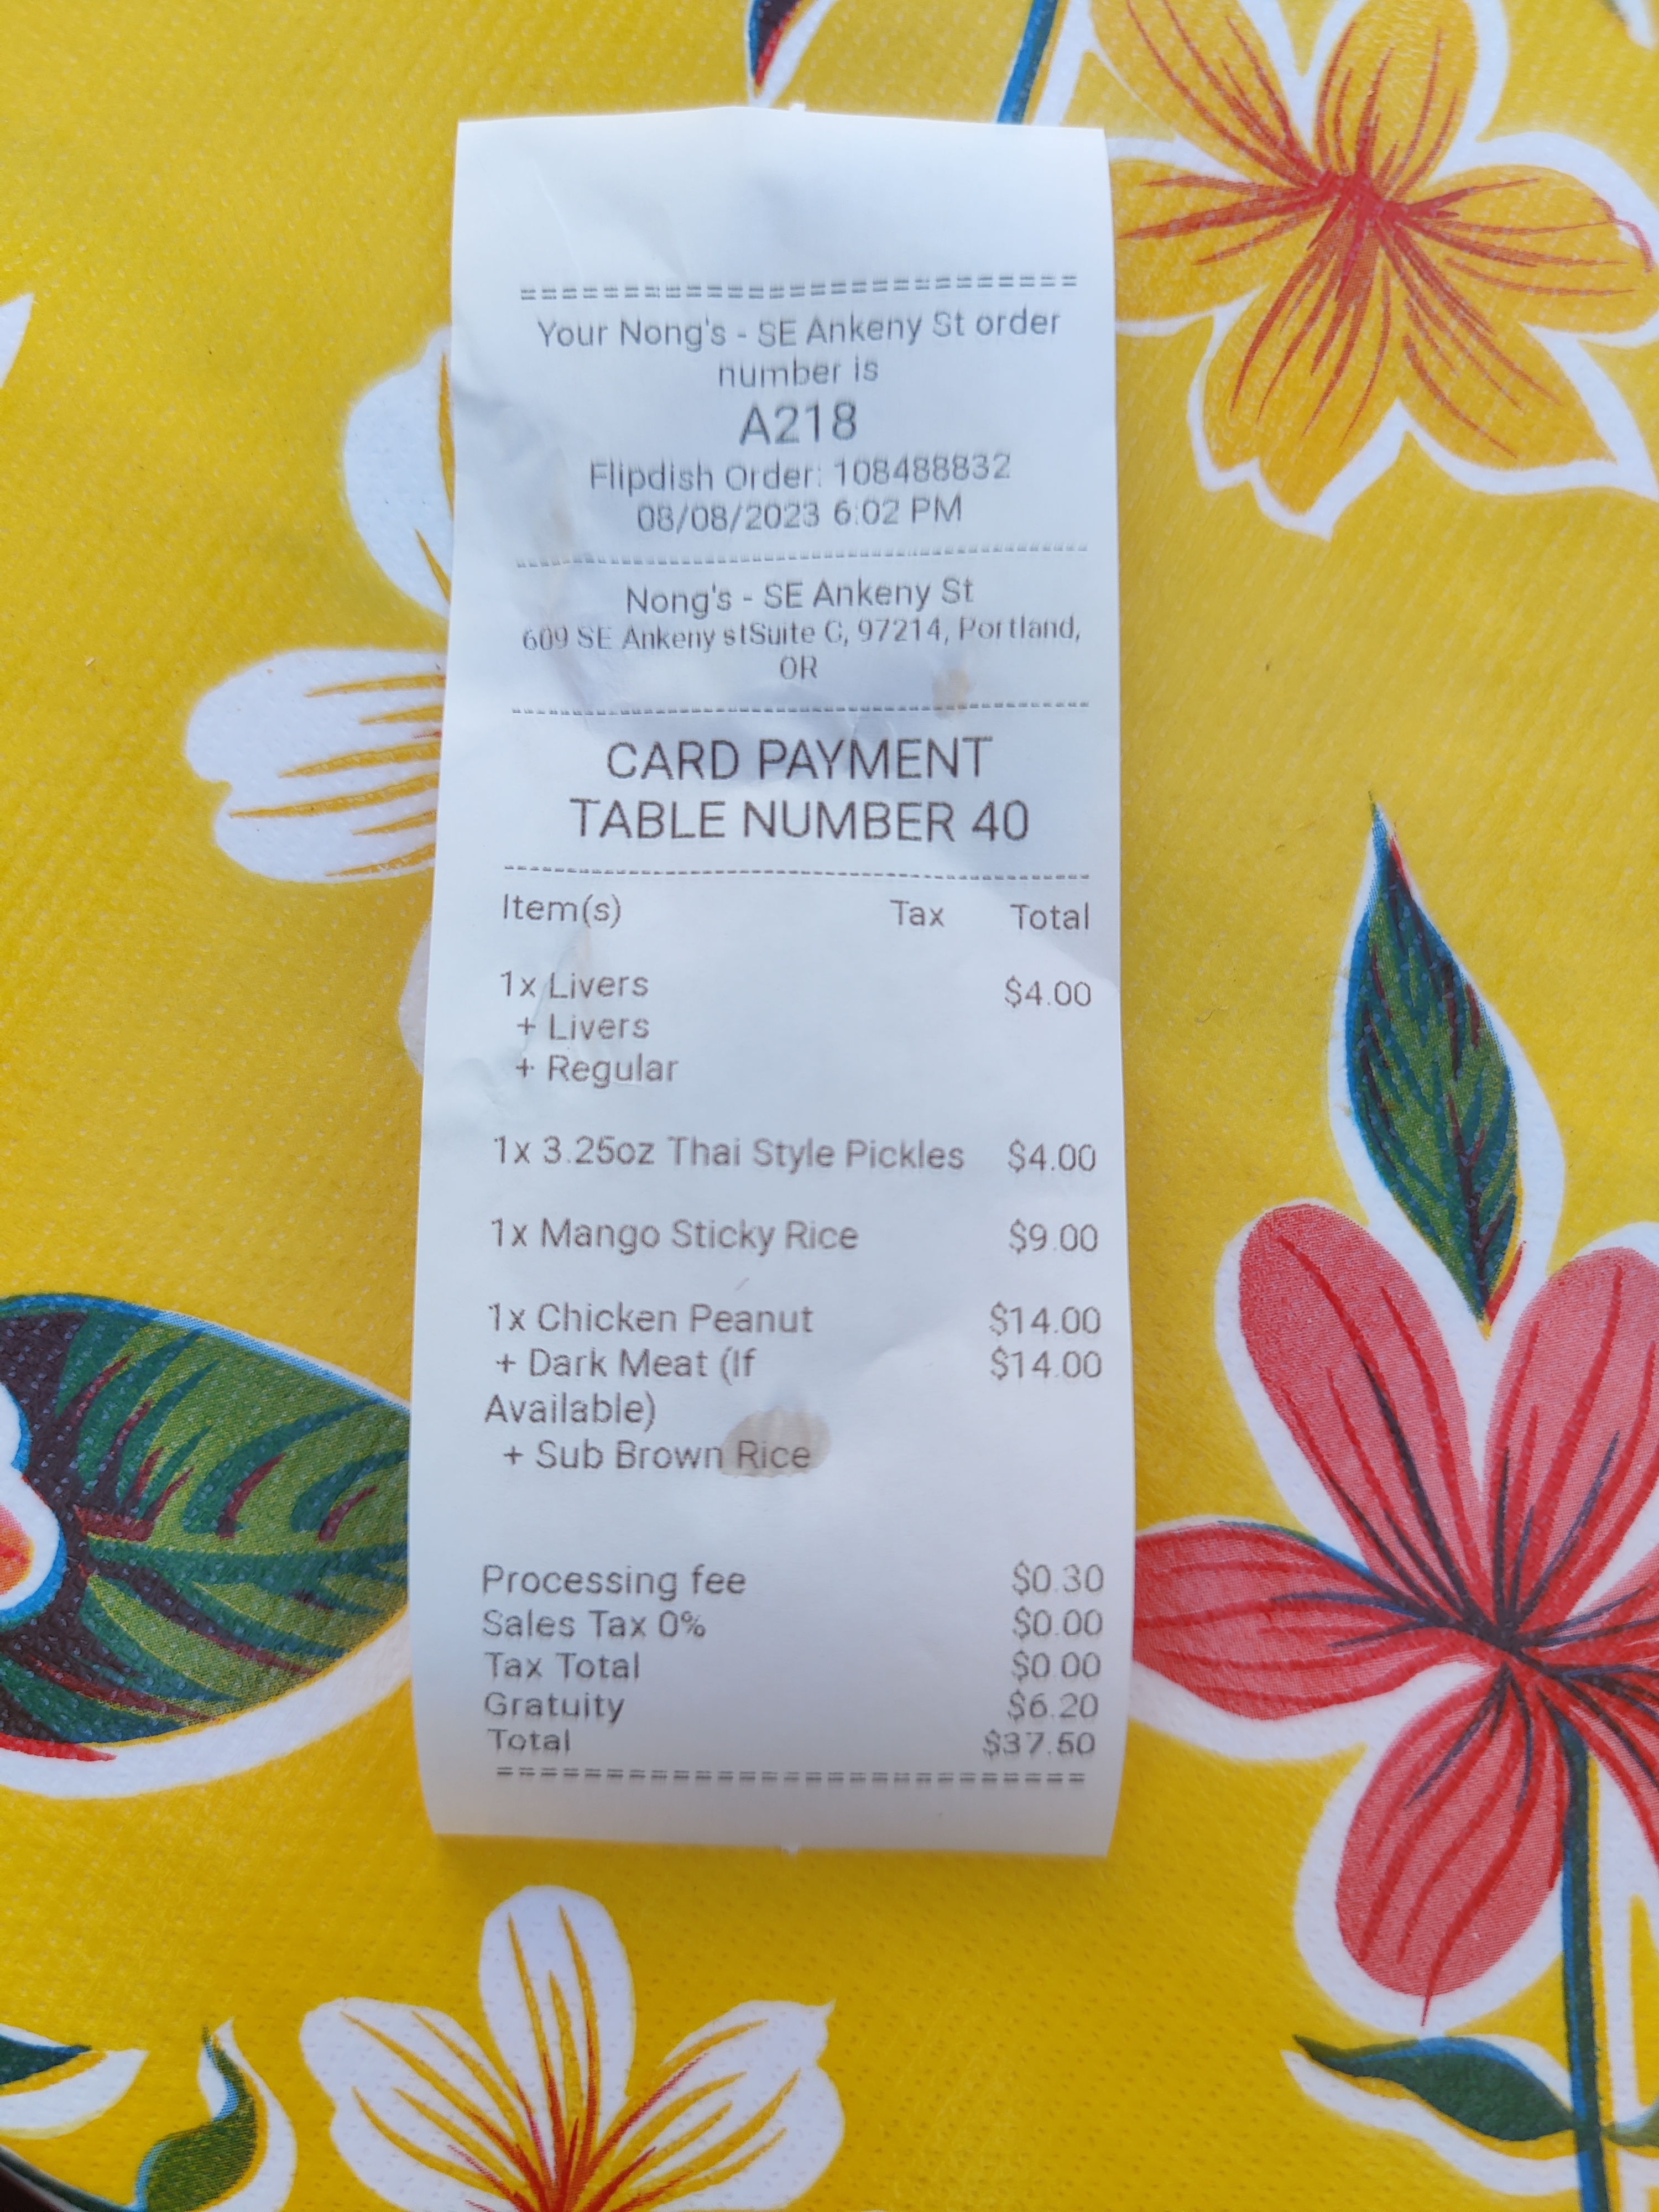 ============================
Your Nong's - SE Ankeny St order
number is
A218
Flipdish Order: 108488832
08/08/2023 6:02 PM
------------------------------------------------
Nong's - SE Ankeny St
609 SE Ankeny stSuite C, 97214, Portland,
OR
------------------------------------------------
CARD PAYMENT
TABLE NUMBER 40
------------------------------------------------
Item(s) Tax Total
1x Livers $4.00
+ Livers
+ Regular
1x 3.25oz Thai Style Pickles $4.00
1x Mango Sticky Rice $9.00
1x Chicken Peanut $14.00
+ Dark Meat (If $14.00
Available)
+ Sub Brown Rice
Processing fee $0.30
Sales Tax 0% $0.00
Tax Total $0.00
Gratuity $6.20
Total $37.50
============================